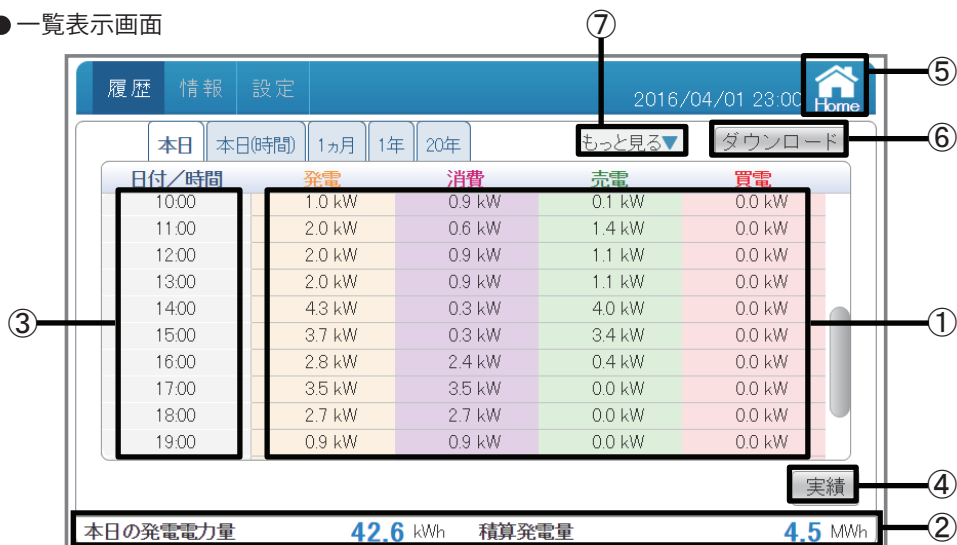 ●一覧表示画面
⑦
履歴 情報 設定 2016/04/01 23:00 Home ⑤
本日 本日(時間) 1ヵ月 1年 20年 もっと見る▼ ダウンロード ⑥
日付／時間 発電 消費 売電 買電
10:00 1.0 kW 0.9 kW 0.1 kW 0.0 kW
11:00 2.0 kW 0.6 kW 1.4 kW 0.0 kW
12:00 2.0 kW 0.9 kW 1.1 kW 0.0 kW
13:00 2.0 kW 0.9 kW 1.1 kW 0.0 kW
14:00 4.3 kW 0.3 kW 4.0 kW 0.0 kW
③ ①
15:00 3.7 kW 0.3 kW 3.4 kW 0.0 kW
16:00 2.8 kW 2.4 kW 0.4 kW 0.0 kW
17:00 3.5 kW 3.5 kW 0.0 kW 0.0 kW
18:00 2.7 kW 2.7 kW 0.0 kW 0.0 kW
19:00 0.9 kW 0.9 kW 0.0 kW 0.0 kW
実績 ④
本日の発電電力量 42.6 kWh 積算発電量 4.5 MWh ②